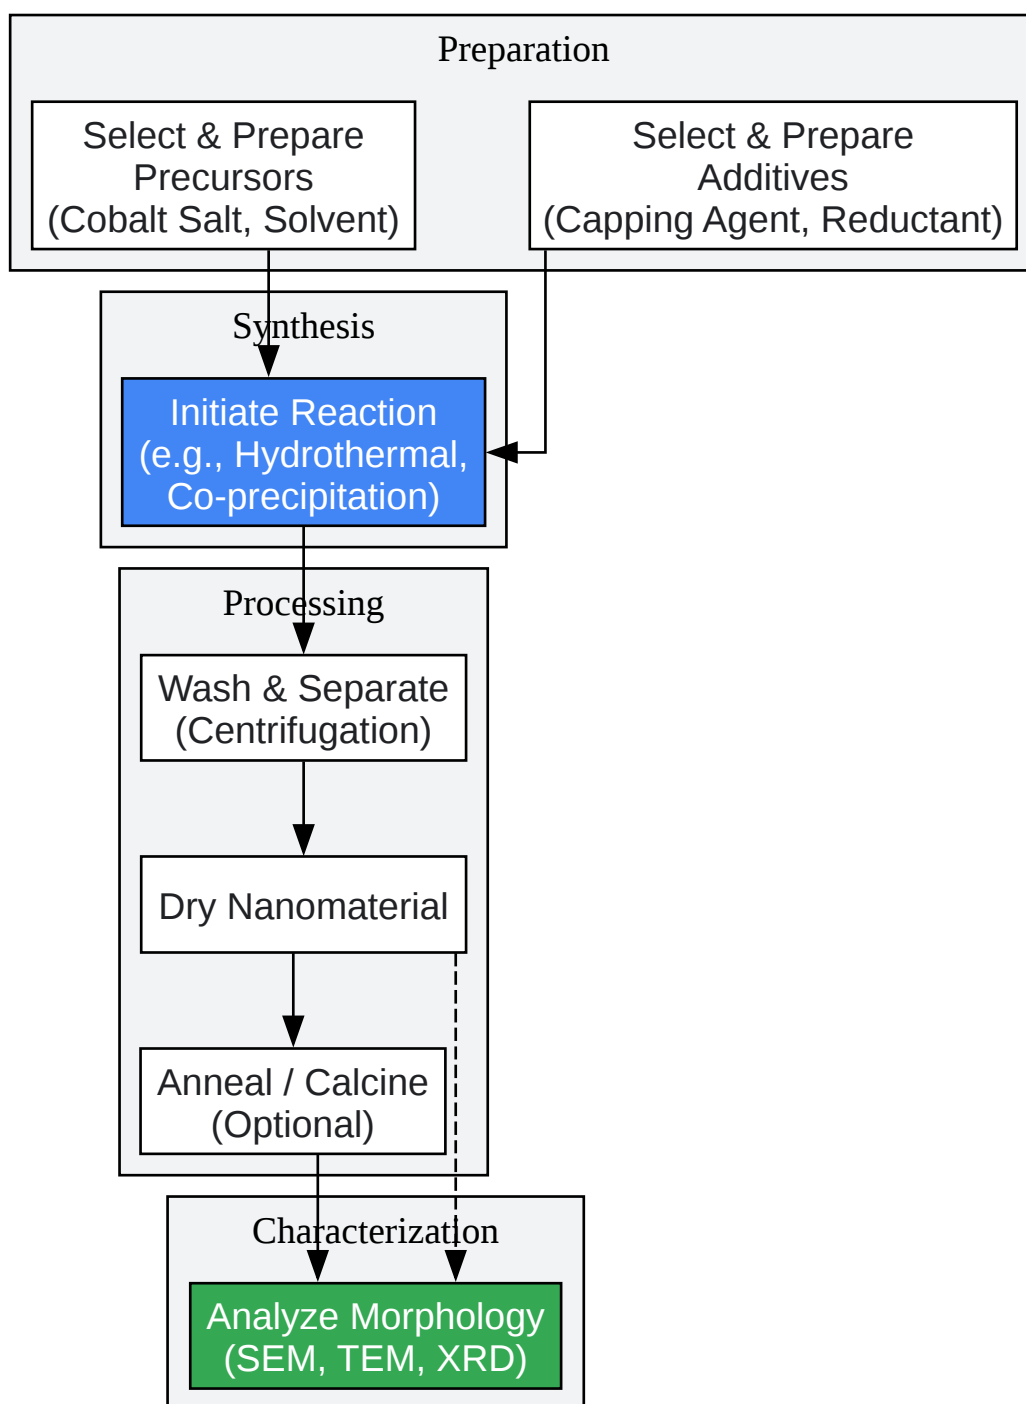 Preparation
Select & Prepare
Precursors
(Cobalt Salt, Solvent)
Select & Prepare
Additives
(Capping Agent, Reductant)
Synthesis
Initiate Reaction
(e.g., Hydrothermal,
Co-precipitation)
Processing
Wash & Separate
(Centrifugation)
Dry Nanomaterial
Anneal / Calcine
(Optional)
Characterization
Analyze Morphology
(SEM, TEM, XRD)